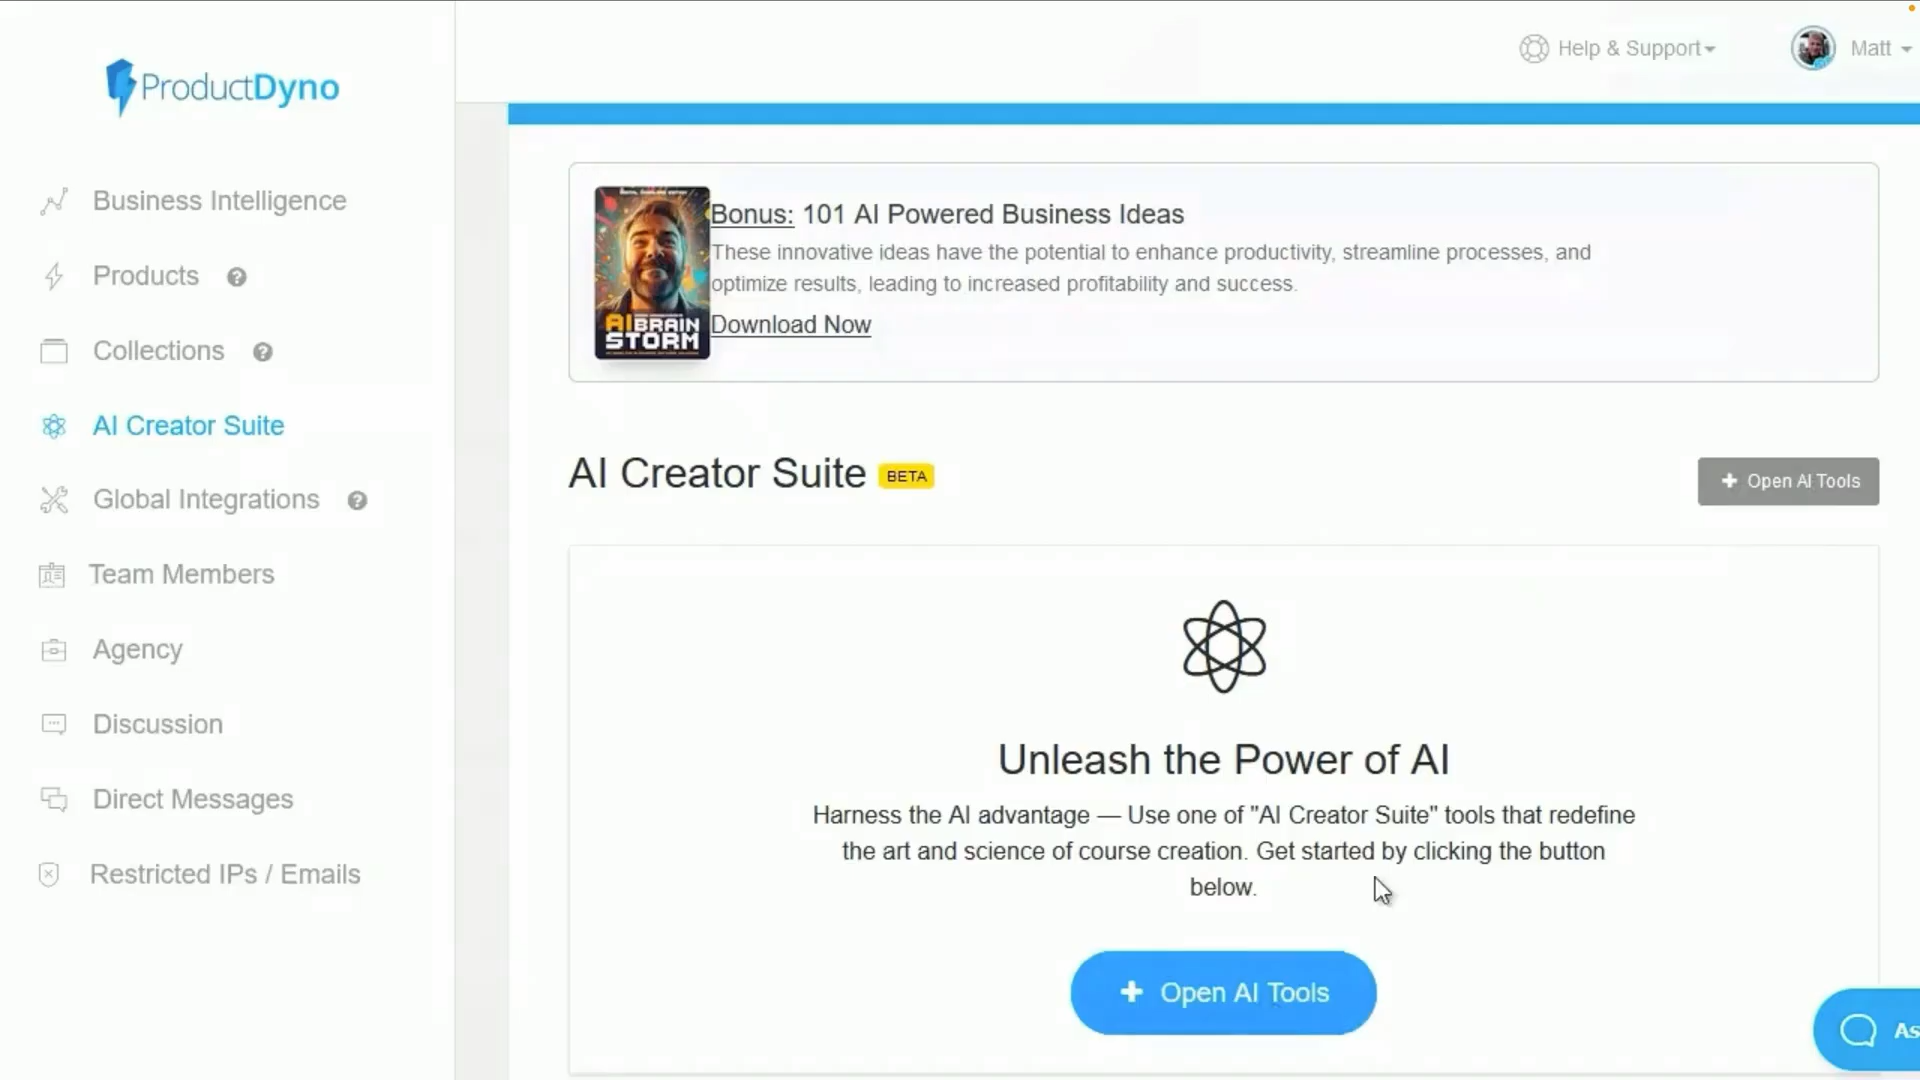 ProductDyno
Help & Support
Matt
Business Intelligence
Products
Collections
AI Creator Suite
Global Integrations
Team Members
Agency
Discussion
Direct Messages
Restricted IPs / Emails
AI BRAIN
STORM
Bonus: 101 AI Powered Business Ideas
These innovative ideas have the potential to enhance productivity, streamline processes, and
optimize results, leading to increased profitability and success.
Download Now
AI Creator Suite BETA
Open AI Tools
Unleash the Power of AI
Harness the AI advantage — Use one of "AI Creator Suite" tools that redefine
the art and science of course creation. Get started by clicking the button
below.
Open AI Tools
As